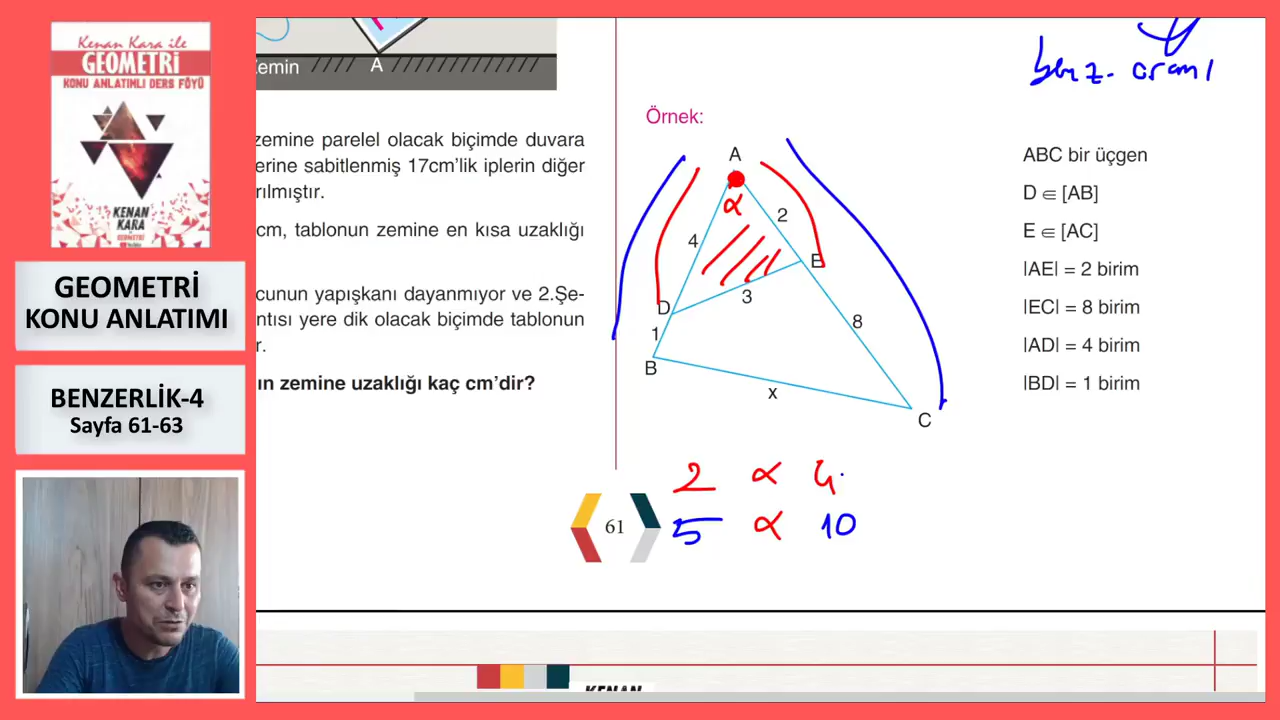 Kenan Kara ile
GEOMETRİ
KONU ANLATIMLI DERS FÖYÜ
KENAN
KARA
GEOMETRİ
KONU ANLATIMI
BENZERLİK-4
Sayfa 61-63
Zemin
A
zemine parelel olacak biçimde duvara
erine sabitlenmiş 17cm'lik iplerin diğer
rılmıştır.
cm, tablonun zemine en kısa uzaklığı
cunun yapışkanı dayanmıyor ve 2.Şe-
ntısı yere dik olacak biçimde tablonun
r.
ın zemine uzaklığı kaç cm'dir?
benz. oranı
Örnek:
A
α
2
4
E
3
D
8
1
B
x
C
ABC bir üçgen
D ∈ [AB]
E ∈ [AC]
|AE| = 2 birim
|EC| = 8 birim
|AD| = 4 birim
|BD| = 1 birim
2 α 4
5 α 10
61
KENAN